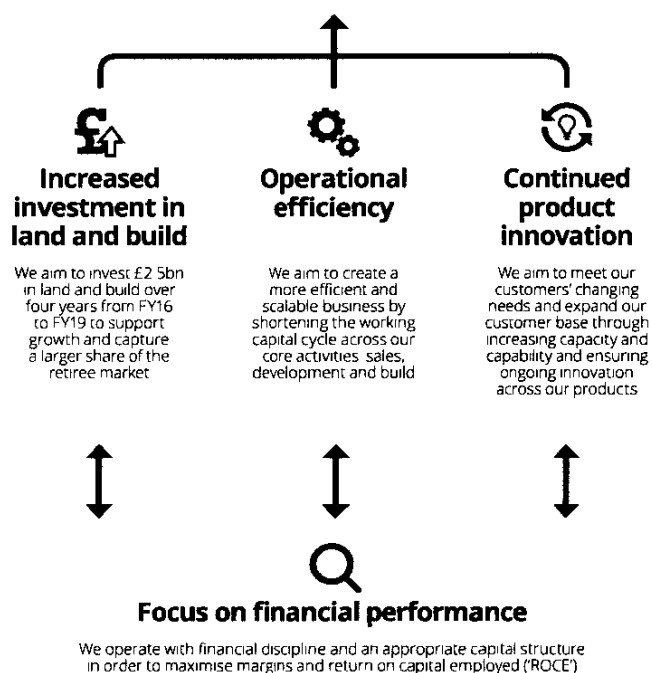 Increased
investment in
land and build
We aim to invest £2 5bn
in land and build over
four years from FY16
to FY19 to support
growth and capture
a larger share of the
retiree market
Operational
efficiency
We aim to create a
more efficient and
scalable business by
shortening the working
capital cycle across our
core activities sales,
development and build
Continued
product
innovation
We aim to meet our
customers' changing
needs and expand our
customer base through
increasing capacity and
capability and ensuring
ongoing innovation
across our products
Focus on financial performance
We operate with financial discipline and an appropriate capital structure
in order to maximise margins and return on capital employed ('ROCE')